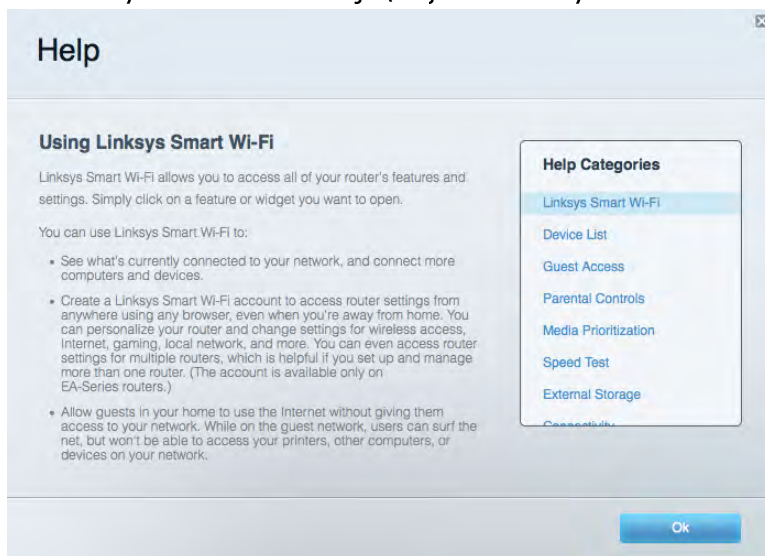 Help
Using Linksys Smart Wi-Fi
Linksys Smart Wi-Fi allows you to access all of your router's features and
settings. Simply click on a feature or widget you want to open.
You can use Linksys Smart Wi-Fi to:
• See what's currently connected to your network, and connect more
computers and devices.
• Create a Linksys Smart Wi-Fi account to access router settings from
anywhere using any browser, even when you're away from home. You
can personalize your router and change settings for wireless access,
Internet, gaming, local network, and more. You can even access router
settings for multiple routers, which is helpful if you set up and manage
more than one router. (The account is available only on
EA-Series routers.)
• Allow guests in your home to use the Internet without giving them
access to your network. While on the guest network, users can surf the
net, but won't be able to access your printers, other computers, or
devices on your network.
Help Categories
Linksys Smart Wi-Fi
Device List
Guest Access
Parental Controls
Media Prioritization
Speed Test
External Storage
Connectivity
Ok